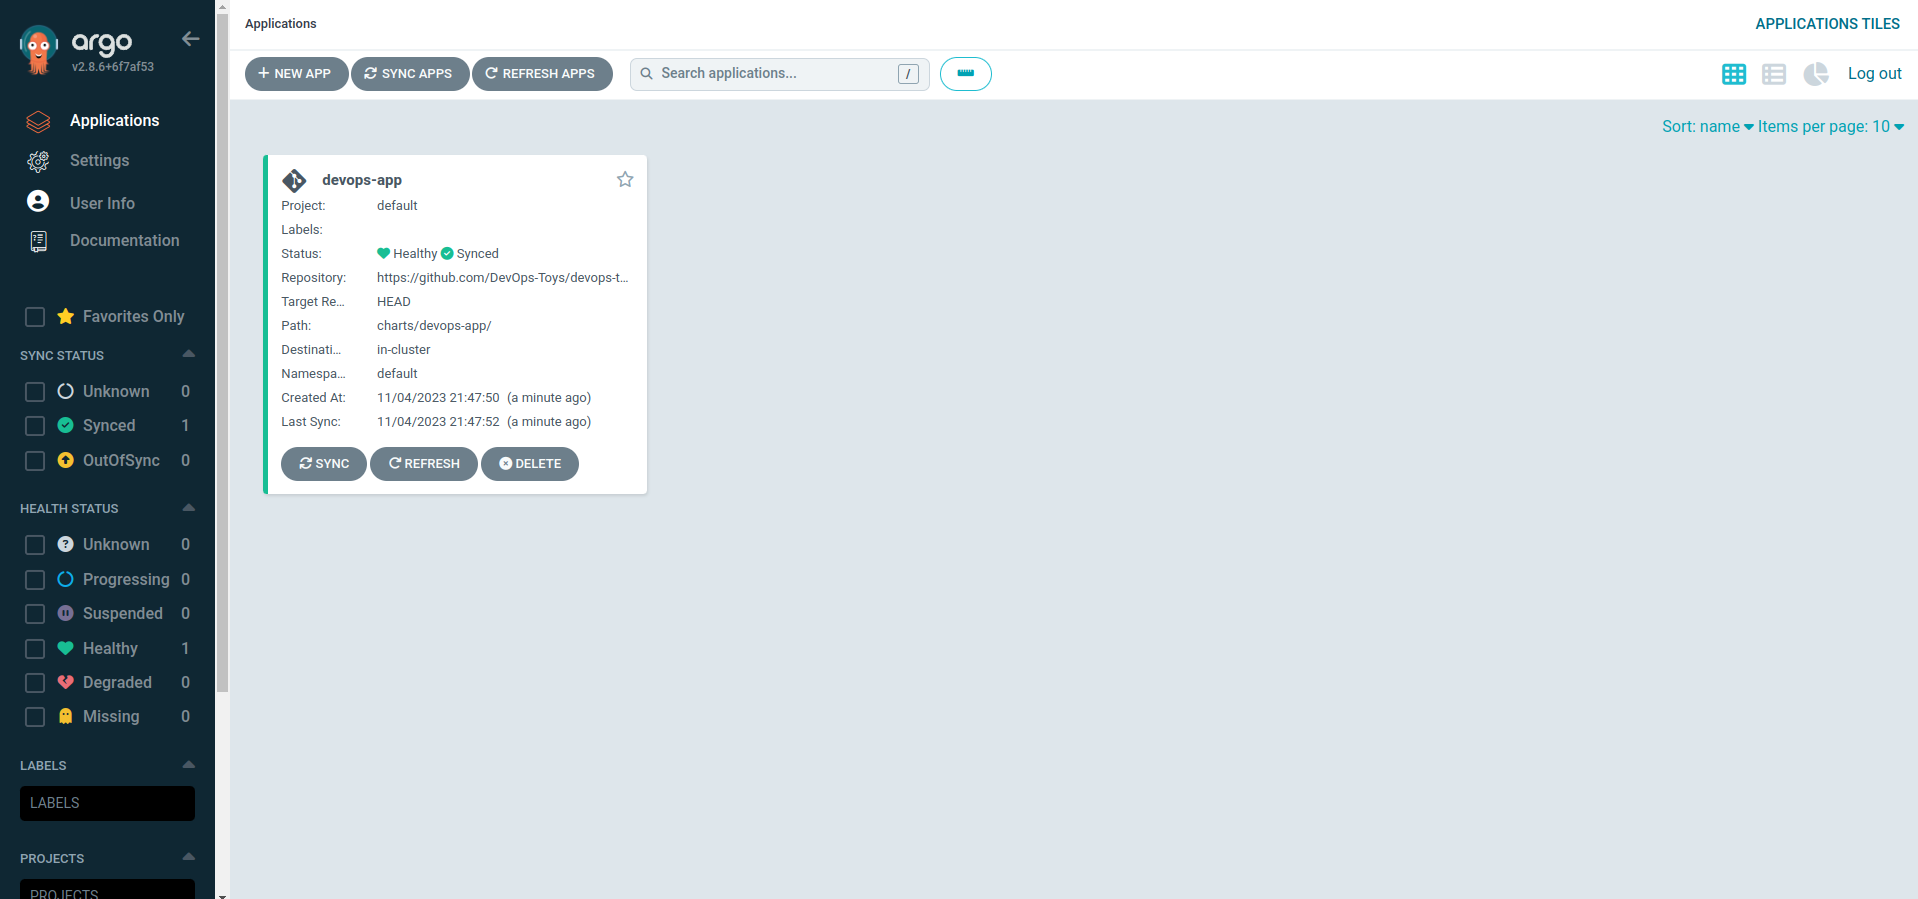 argo
v2.8.6+6f7af53
Applications
Settings
User Info
Documentation
Favorites Only
SYNC STATUS
Unknown 0
Synced 1
OutOfSync 0
HEALTH STATUS
Unknown 0
Progressing 0
Suspended 0
Healthy 1
Degraded 0
Missing 0
LABELS
LABELS
PROJECTS
PROJECTS
Applications
APPLICATIONS TILES
+ NEW APP SYNC APPS REFRESH APPS Search applications... / Log out
Sort: name Items per page: 10
devops-app
Project: default
Labels:
Status: Healthy Synced
Repository: https://github.com/DevOps-Toys/devops-t...
Target Re... HEAD
Path: charts/devops-app/
Destinati... in-cluster
Namespa... default
Created At: 11/04/2023 21:47:50 (a minute ago)
Last Sync: 11/04/2023 21:47:52 (a minute ago)
SYNC REFRESH DELETE